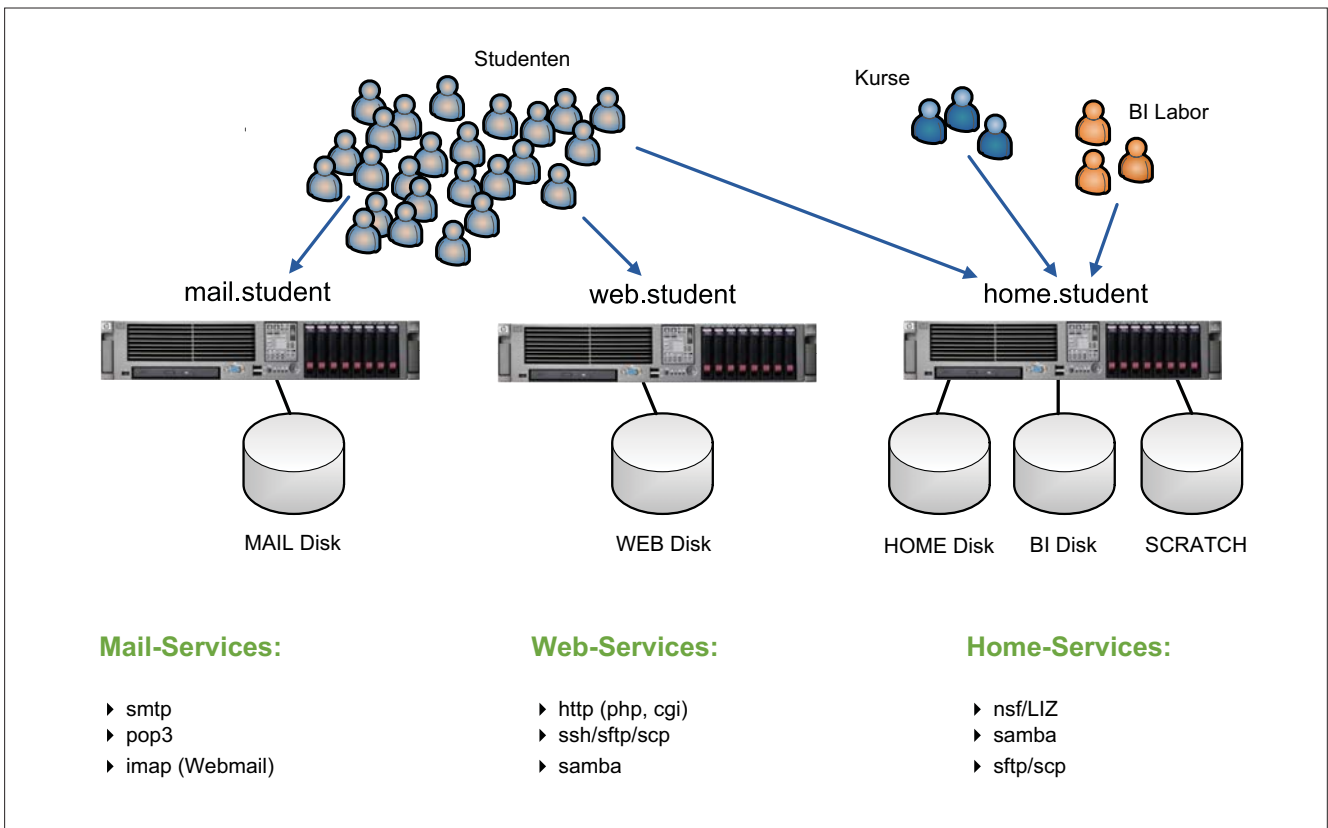 Studenten
Kurse
BI Labor
mail.student
web.student
home.student
MAIL Disk
WEB Disk
HOME Disk
BI Disk
SCRATCH
Mail-Services:
smtp
pop3
imap (Webmail)
Web-Services:
http (php, cgi)
ssh/sftp/scp
samba
Home-Services:
nsf/LIZ
samba
sftp/scp